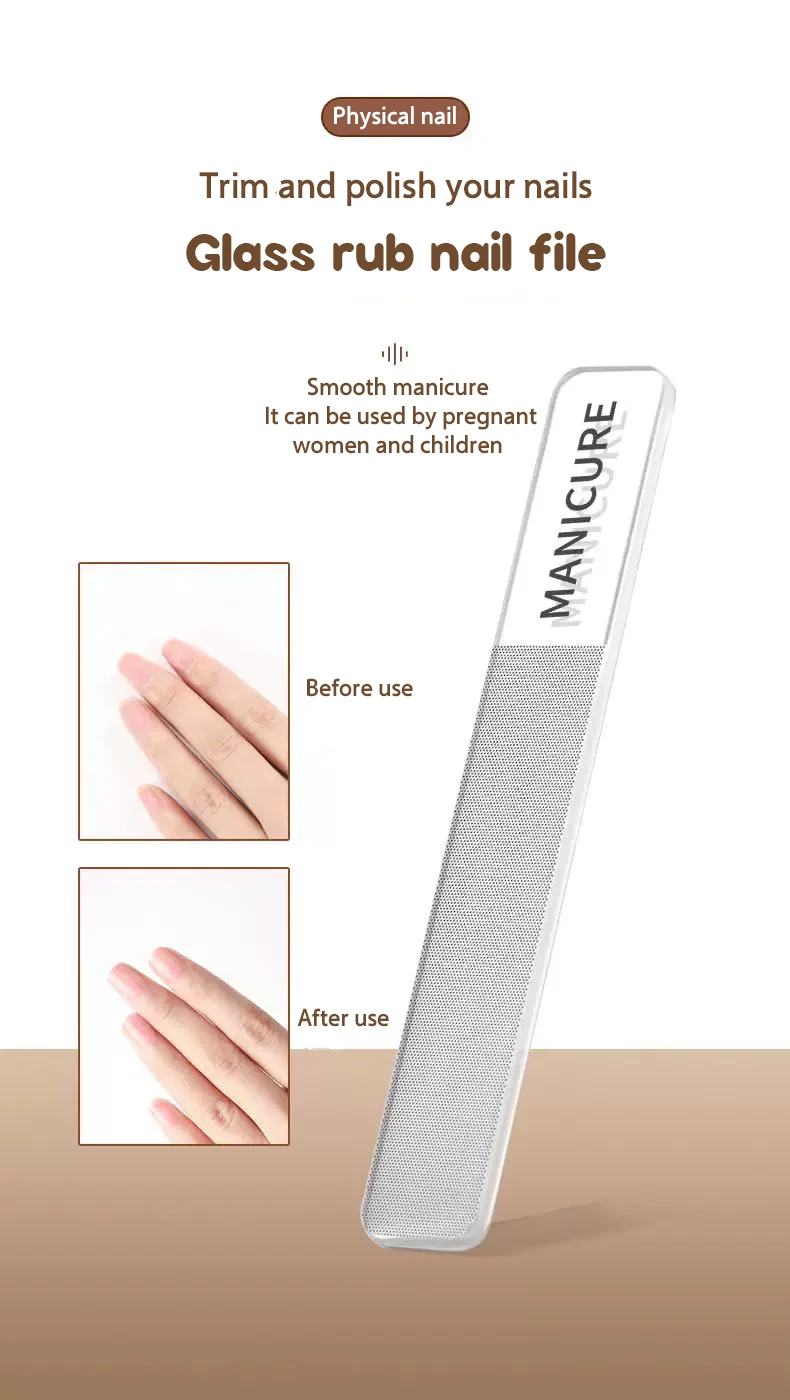 Physical nail
Trim and polish your nails
Glass rub nail file
Smooth manicure
It can be used by pregnant
women and children
MANICURE
Before use
After use